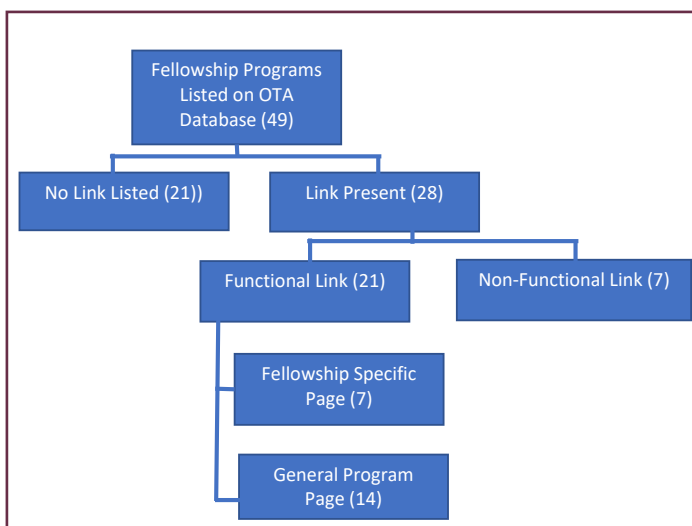 Fellowship Programs
Listed on OTA
Database (49)
No Link Listed (21))
Link Present (28)
Functional Link (21)
Non-Functional Link (7)
Fellowship Specific
Page (7)
General Program
Page (14)